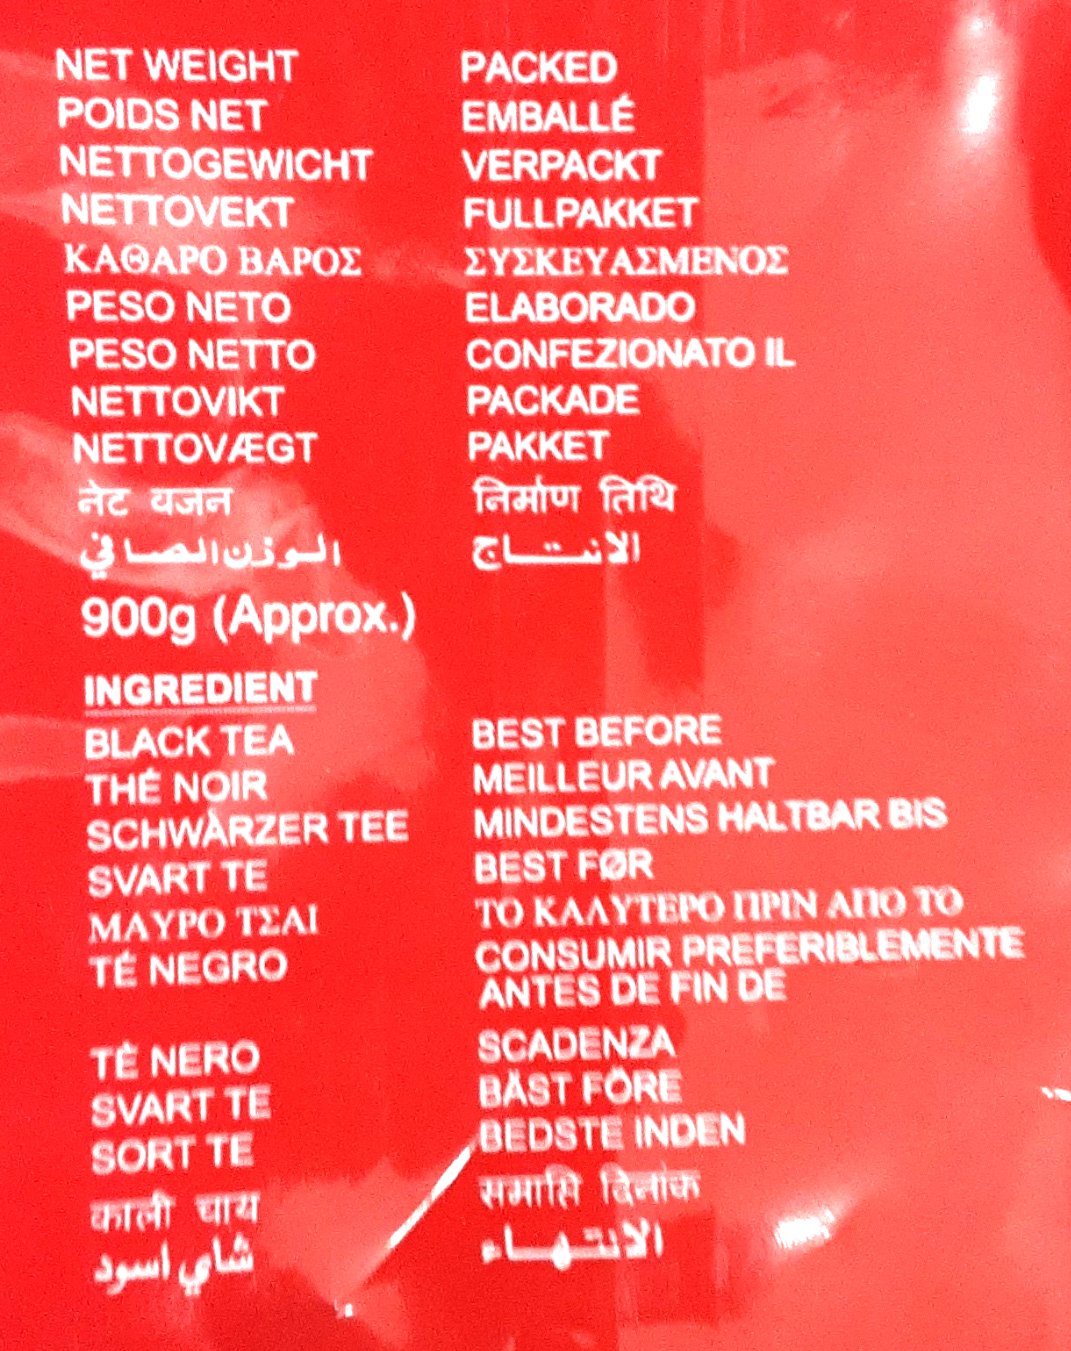 NET WEIGHT
POIDS NET
NETTOGEWICHT
NETTOVEKT
ΚΑΘΑΡΟ ΒΑΡΟΣ
PESO NETO
PESO NETTO
NETTOVIKT
NETTOVÆGT
नेट वजन
الوزن الصافي
900g (Approx.)
PACKED
EMBALLÉ
VERPACKT
FULLPAKKET
ΣΥΣΚΕΥΑΣΜΕΝΟΣ
ELABORADO
CONFEZIONATO IL
PACKADE
PAKKET
निर्माण तिथि
الانتاج
INGREDIENT
BLACK TEA
THÉ NOIR
SCHWÀRZER TEE
SVART TE
ΜΑΥΡΟ ΤΣΑΙ
TÉ NEGRO
TÈ NERO
SVART TE
SORT TE
काली चाय
شاي اسود
BEST BEFORE
MEILLEUR AVANT
MINDESTENS HALTBAR BIS
BEST FØR
ΤΟ ΚΑΛΥΤΕΡΟ ΠΡΙΝ ΑΠΟ ΤΟ
CONSUMIR PREFERIBLEMENTE
ANTES DE FIN DE
SCADENZA
BÄST FÖRE
BEDSTE INDEN
समाप्ति दिनांक
الانتهاء